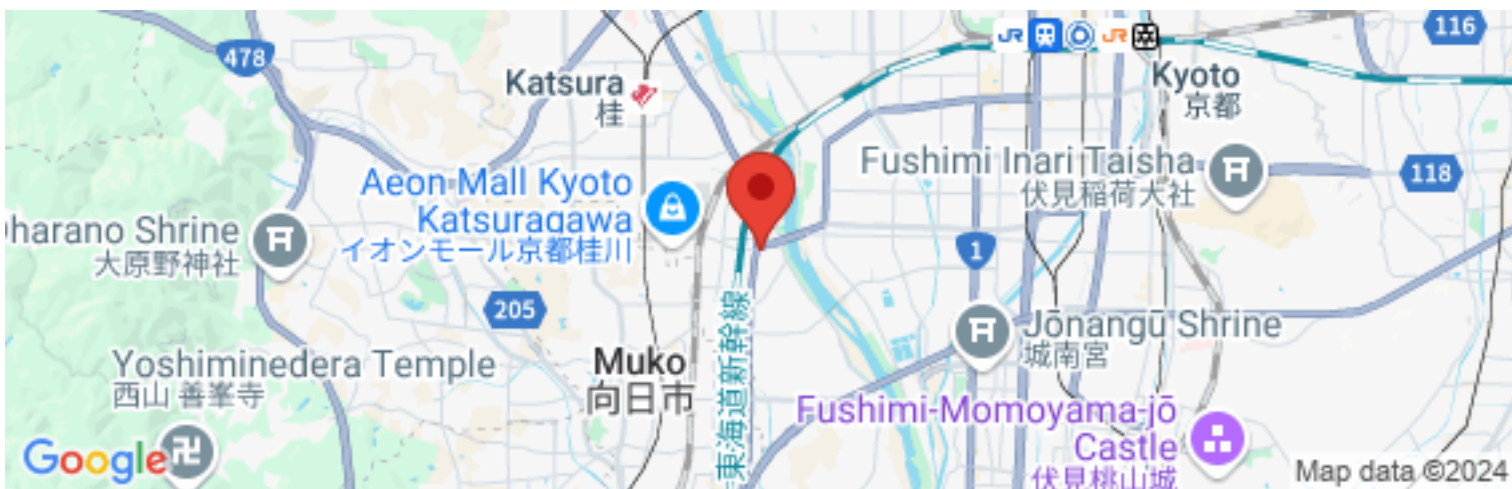 478
116
Katsura
桂
Kyoto
京都
Fushimi Inari Taisha
伏見稲荷大社
118
Aeon Mall Kyoto
Katsuragawa
イオンモール京都桂川
harano Shrine
大原野神社
1
205
Jōnangū Shrine
城南宮
東海道新幹線
Muko
向日市
Yoshiminedera Temple
西山 善峯寺
Fushimi-Momoyama-jō
Castle
伏見桃山城
Google
Map data ©2024
JR
JR